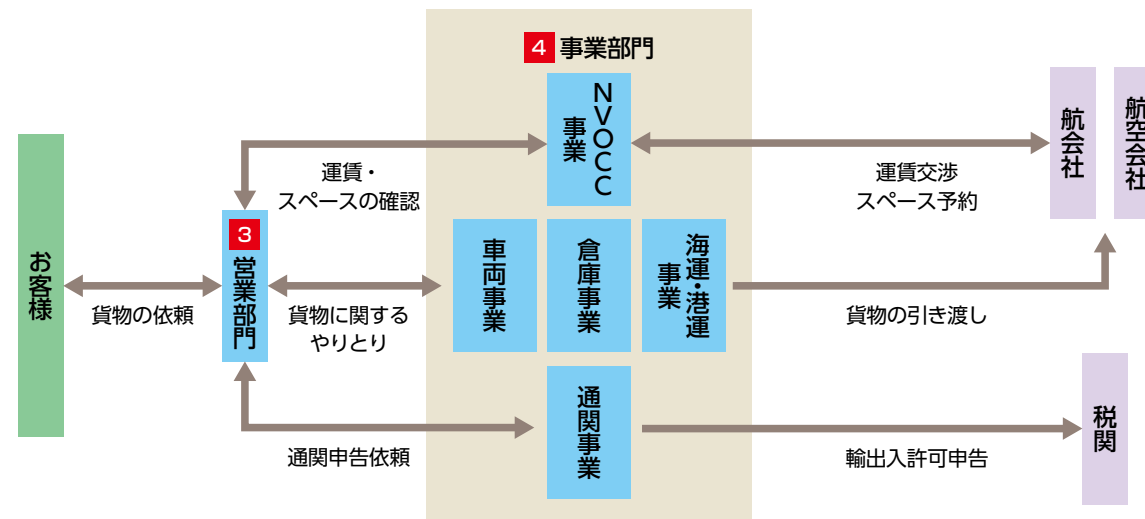 4 事業部門
NVOCC
事業
運賃・
スペースの確認
運賃交渉
スペース予約
航会社
航空会社
お客様
貨物の依頼
3
営業部門
貨物に関する
やりとり
車両事業
倉庫事業
海運・港運
事業
貨物の引き渡し
通関申告依頼
通関事業
輸出入許可申告
税関